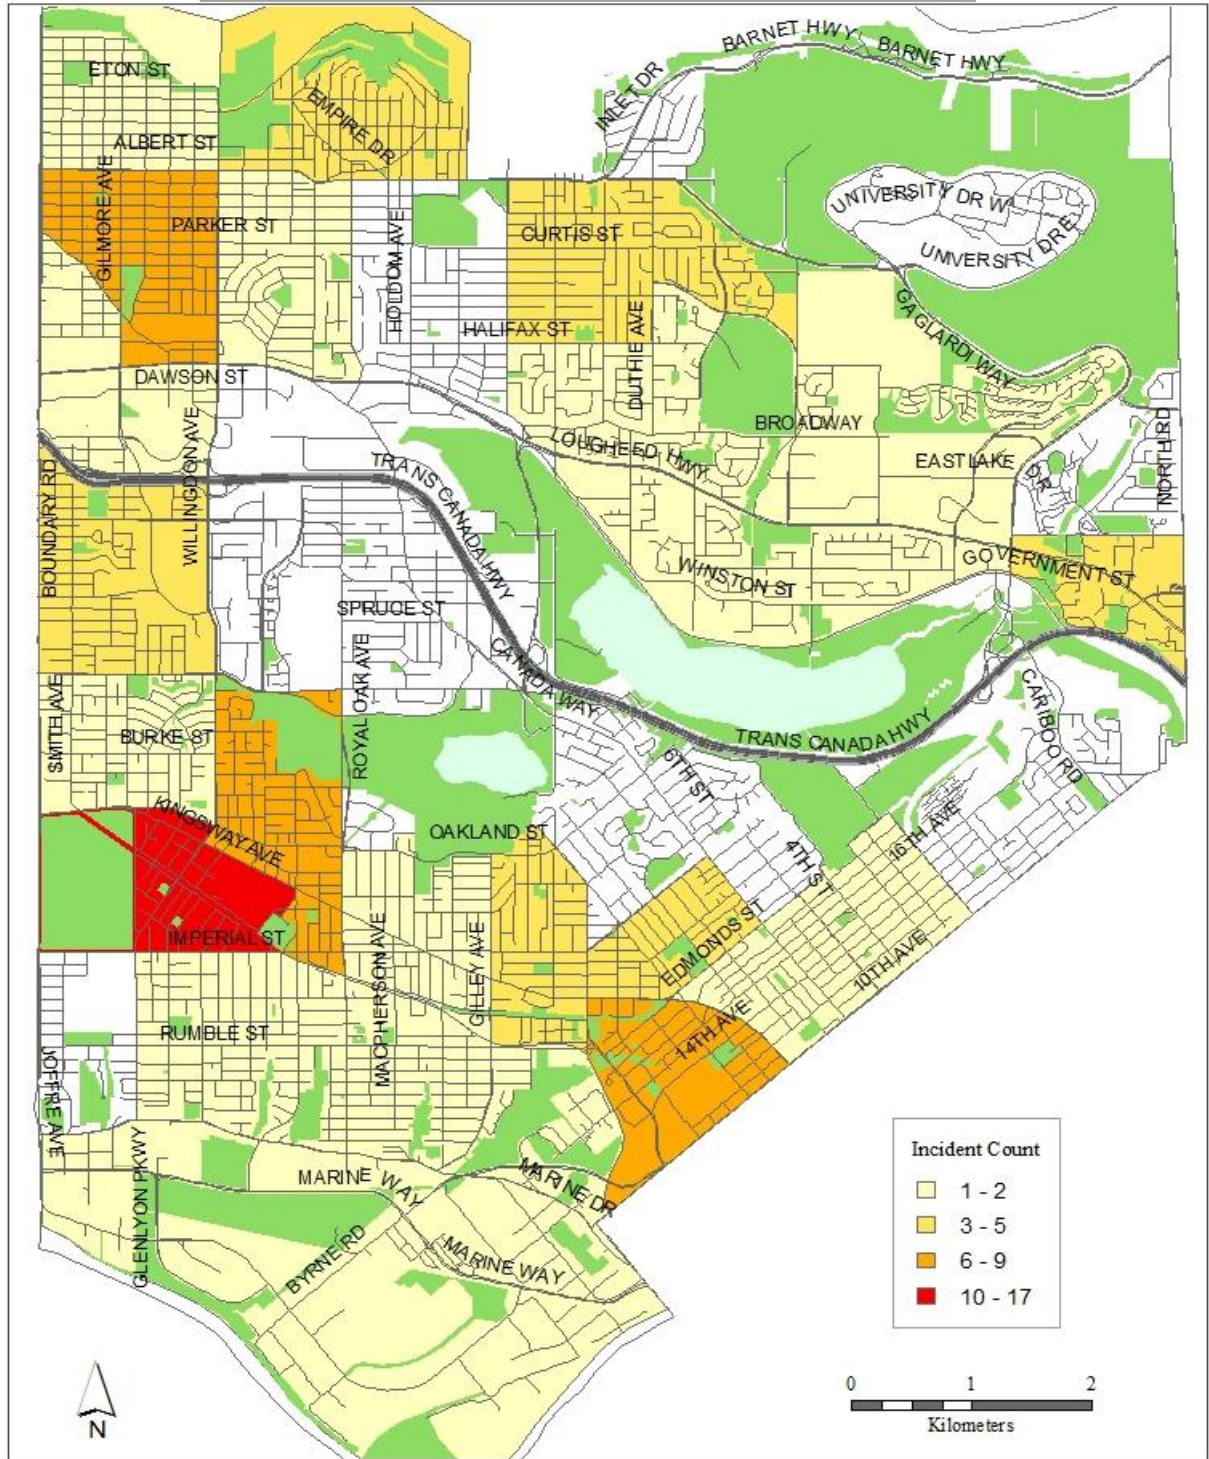 BARNET HWY
BARNET HWY
ETON ST
INLET DR
EMPIRE DR
ALBERT ST
UNIVERSITY DR W
GILMORE AVE
PARKER ST
HOLDOM AVE
CURTIS ST
UNIVERSITY DR E
HALIFAX ST
DUTHIE AVE
GAGLARDI WAY
DAWSON ST
BROADWAY
WILLINGDON AVE
LOUGHEED HWY
EASTLAKE DR
NORTH RD
TRANS CANADA HWY
BOUNDARY RD
GOVERNMENT ST
WINSTON ST
SPRUCE ST
CANADA WAY
ROYAL OAK AVE
SMITH AVE
BURKE ST
TRANS CANADA HWY
CARIBOO RD
6TH ST
KINGSWAY AVE
OAKLAND ST
16TH AVE
4TH ST
IMPERIAL ST
MACPHERSON AVE
GILLEY AVE
EDMONDS ST
10TH AVE
RUMBLE ST
14TH AVE
JOFFRE AVE
GLENLYON PKWY
MARINE WAY
MARINE DR
BYRNE RD
MARINE WAY
Incident Count
1 - 2
3 - 5
6 - 9
10 - 17
N
0 1 2
Kilometers